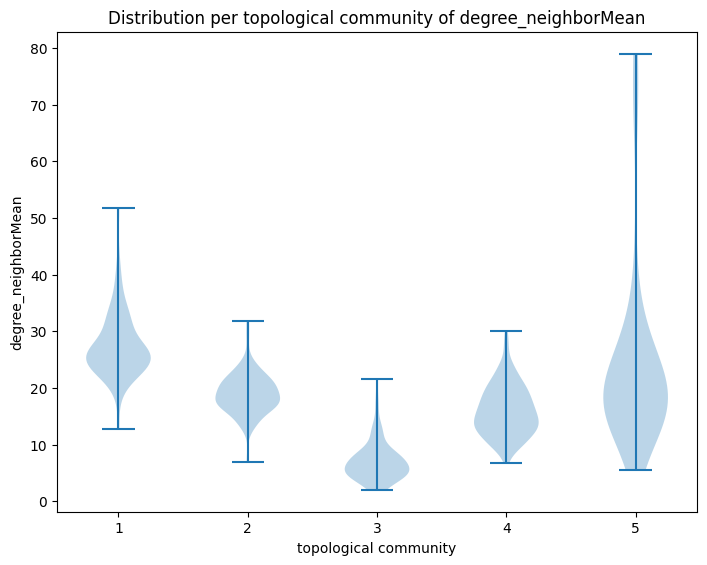 Distribution per topological community of degree_neighborMean
80
70
60
50
40
30
20
10
0
degree_neighborMean
1 2 3 4 5
topological community